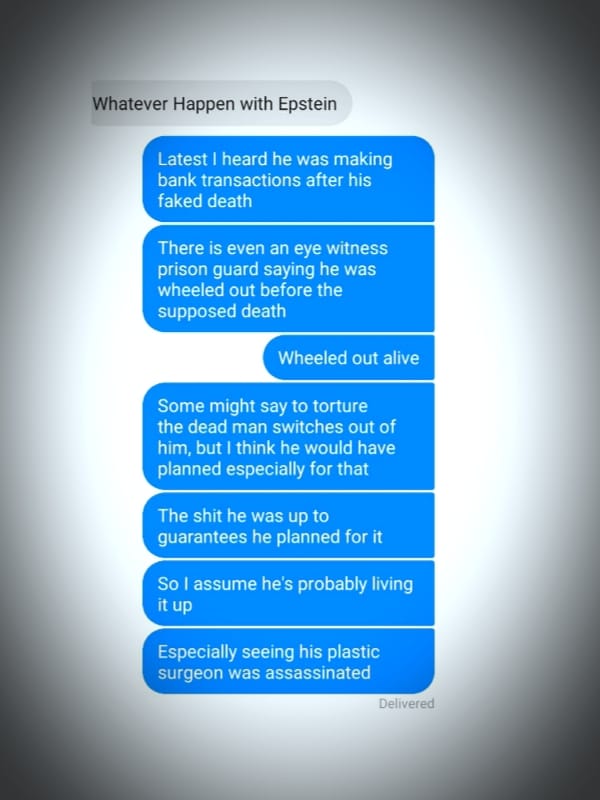 Whatever Happen with Epstein
Latest I heard he was making
bank transactions after his
faked death
There is even an eye witness
prison guard saying he was
wheeled out before the
supposed death
Wheeled out alive
Some might say to torture
the dead man switches out of
him, but I think he would have
planned especially for that
The shit he was up to
guarantees he planned for it
So I assume he's probably living
it up
Especially seeing his plastic
surgeon was assassinated
Delivered